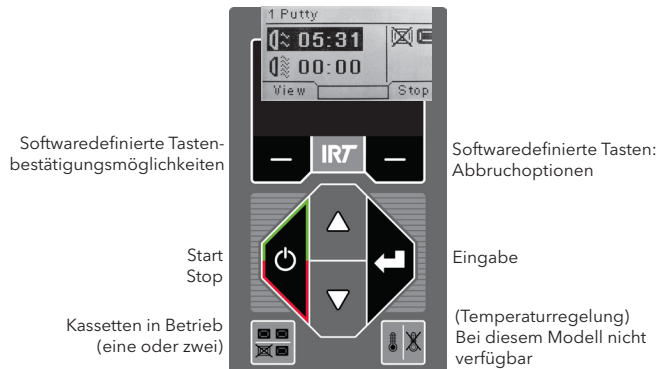 1 Putty
05:31
00:00
View
Stop
Softwaredefinierte Tasten-
bestätigungsmöglichkeiten
IRT
Softwaredefinierte Tasten:
Abbruchoptionen
Start
Stop
Eingabe
Kassetten in Betrieb
(eine oder zwei)
(Temperaturregelung)
Bei diesem Modell nicht
verfügbar